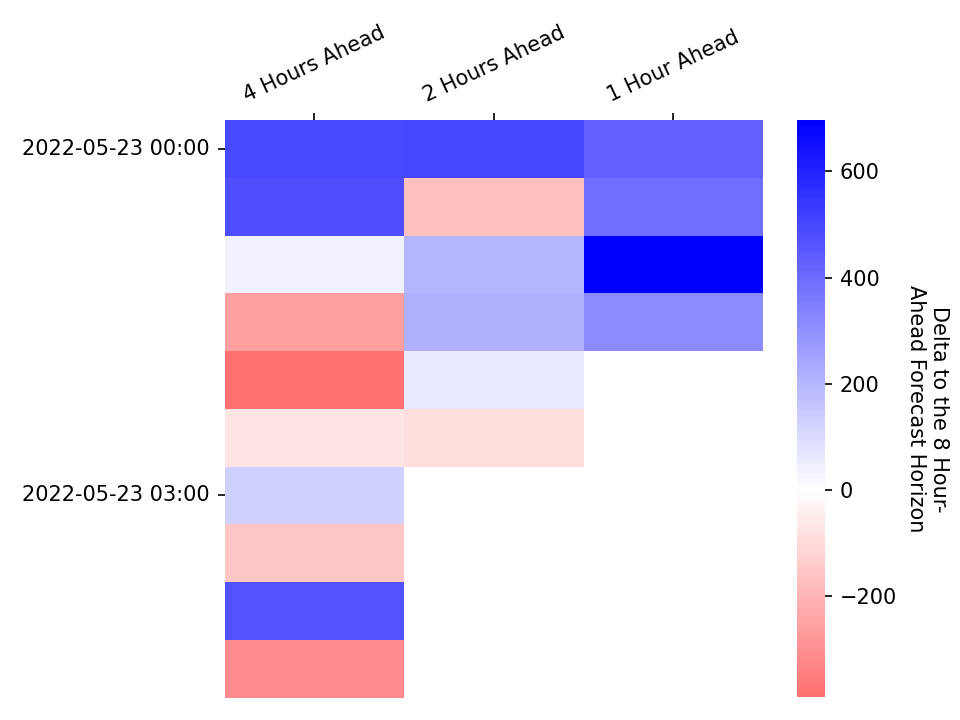 4 Hours Ahead
2 Hours Ahead
1 Hour Ahead
2022-05-23 00:00
2022-05-23 03:00
600
400
200
0
−200
Delta to the 8 Hour-
Ahead Forecast Horizon